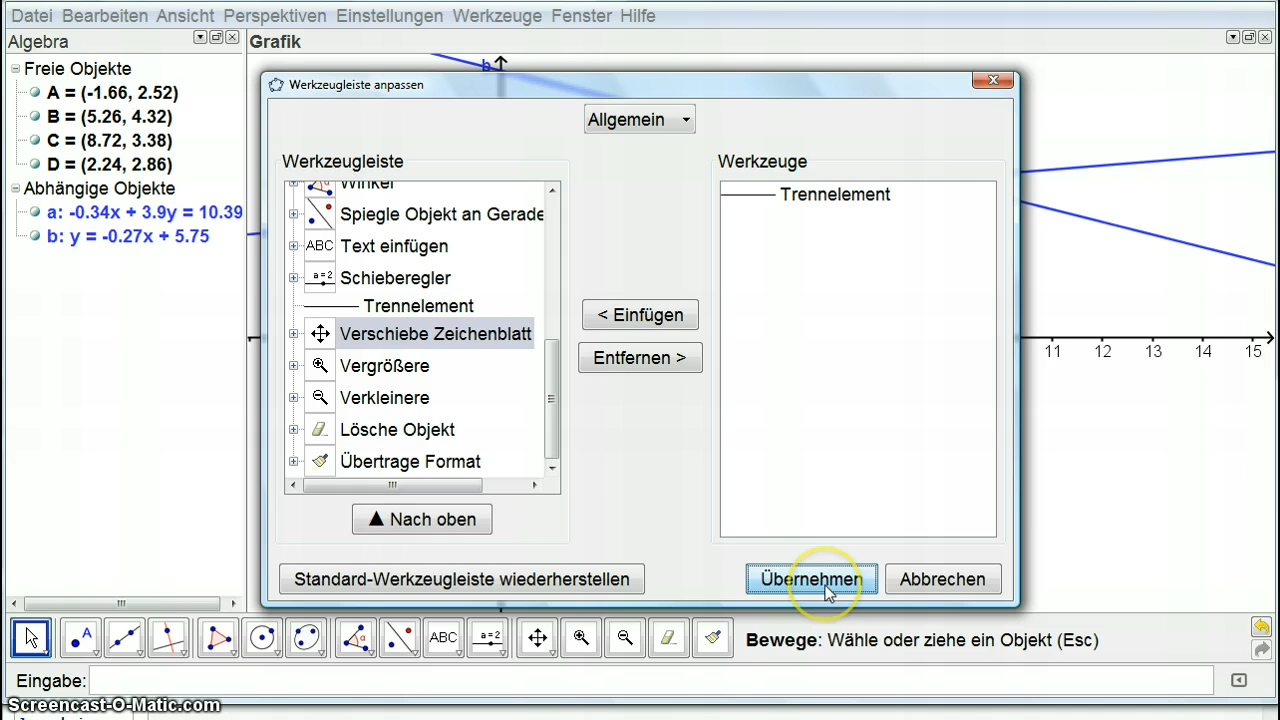 Datei Bearbeiten Ansicht Perspektiven Einstellungen Werkzeuge Fenster Hilfe
Algebra
Grafik
Freie Objekte
A = (-1.66, 2.52)
B = (5.26, 4.32)
C = (8.72, 3.38)
D = (2.24, 2.86)
Abhängige Objekte
a: -0.34x + 3.9y = 10.39
b: y = -0.27x + 5.75
b
Werkzeugleiste anpassen
Allgemein
Werkzeugleiste
Winkel
Spiegle Objekt an Gerade
ABC Text einfügen
a=2 Schieberegler
Trennelement
Verschiebe Zeichenblatt
Vergrößere
Verkleinere
Lösche Objekt
Übertrage Format
▲ Nach oben
< Einfügen
Entfernen >
Werkzeuge
Trennelement
Standard-Werkzeugleiste wiederherstellen
Übernehmen
Abbrechen
11 12 13 14 15
A
ABC
a=2
Bewege: Wähle oder ziehe ein Objekt (Esc)
Eingabe:
Screencast-O-Matic.com